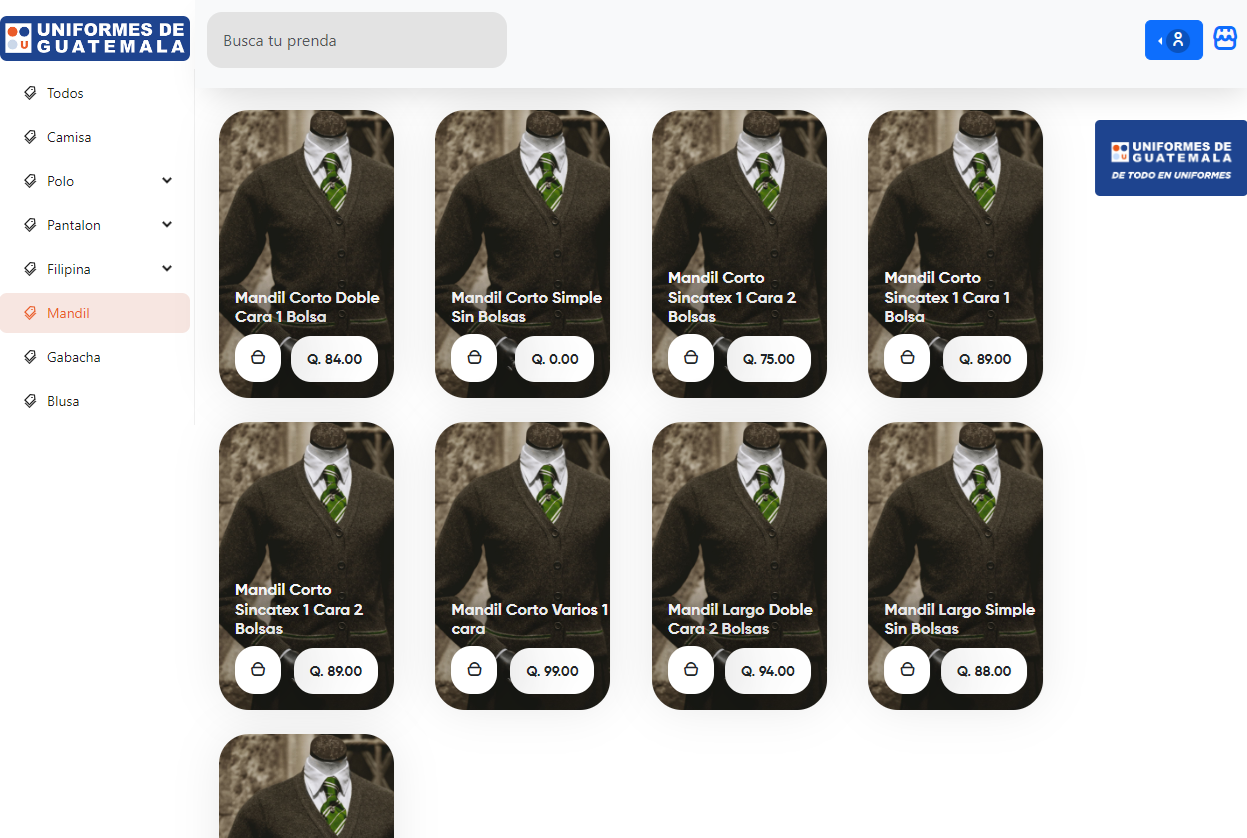 UNIFORMES DE
GUATEMALA
Busca tu prenda
Todos
Camisa
Polo
Pantalon
Filipina
Mandil
Gabacha
Blusa
UNIFORMES DE
GUATEMALA
DE TODO EN UNIFORMES
Mandil Corto Doble
Cara 1 Bolsa
Q. 84.00
Mandil Corto Simple
Sin Bolsas
Q. 0.00
Mandil Corto
Sincatex 1 Cara 2
Bolsas
Q. 75.00
Mandil Corto
Sincatex 1 Cara 1
Bolsa
Q. 89.00
Mandil Corto
Sincatex 1 Cara 2
Bolsas
Q. 89.00
Mandil Corto Varios 1
cara
Q. 99.00
Mandil Largo Doble
Cara 2 Bolsas
Q. 94.00
Mandil Largo Simple
Sin Bolsas
Q. 88.00